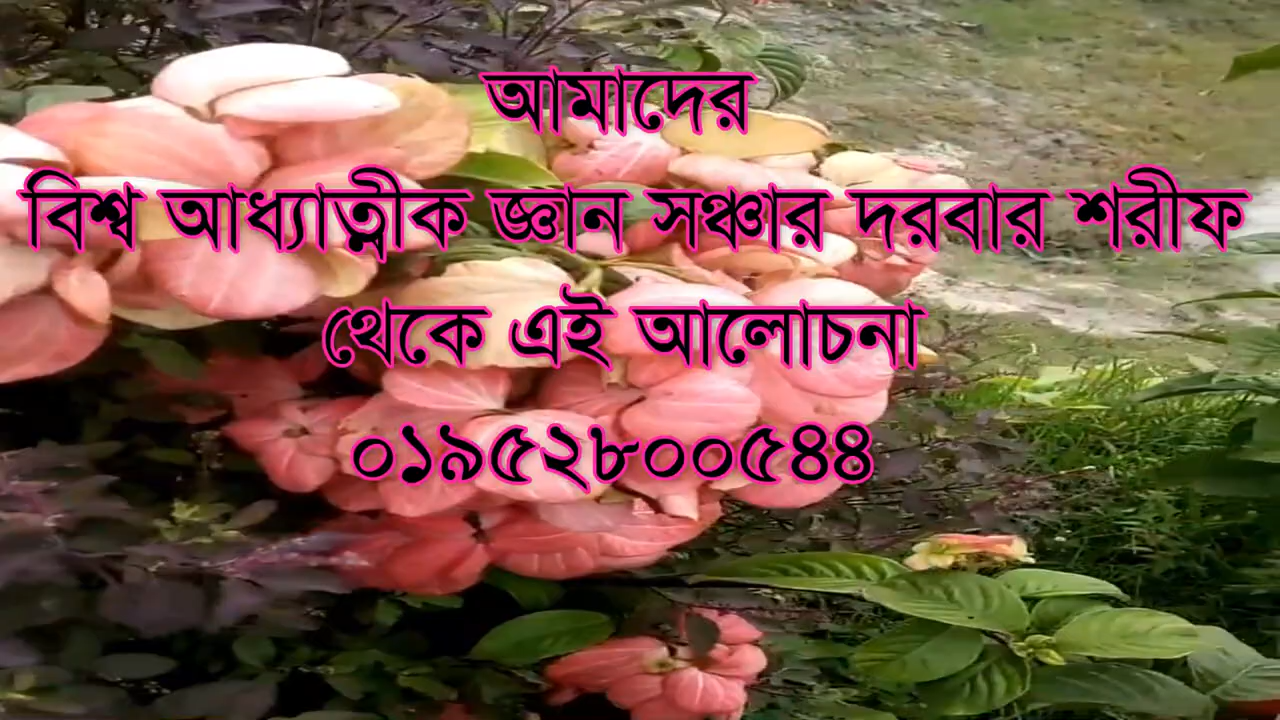 আমাদের
বিশ্ব আধ্যাত্নীক জ্ঞান সঞ্চার দরবার শরীফ
থেকে এই আলোচনা
০১৯৫২৮০০৫৪৪